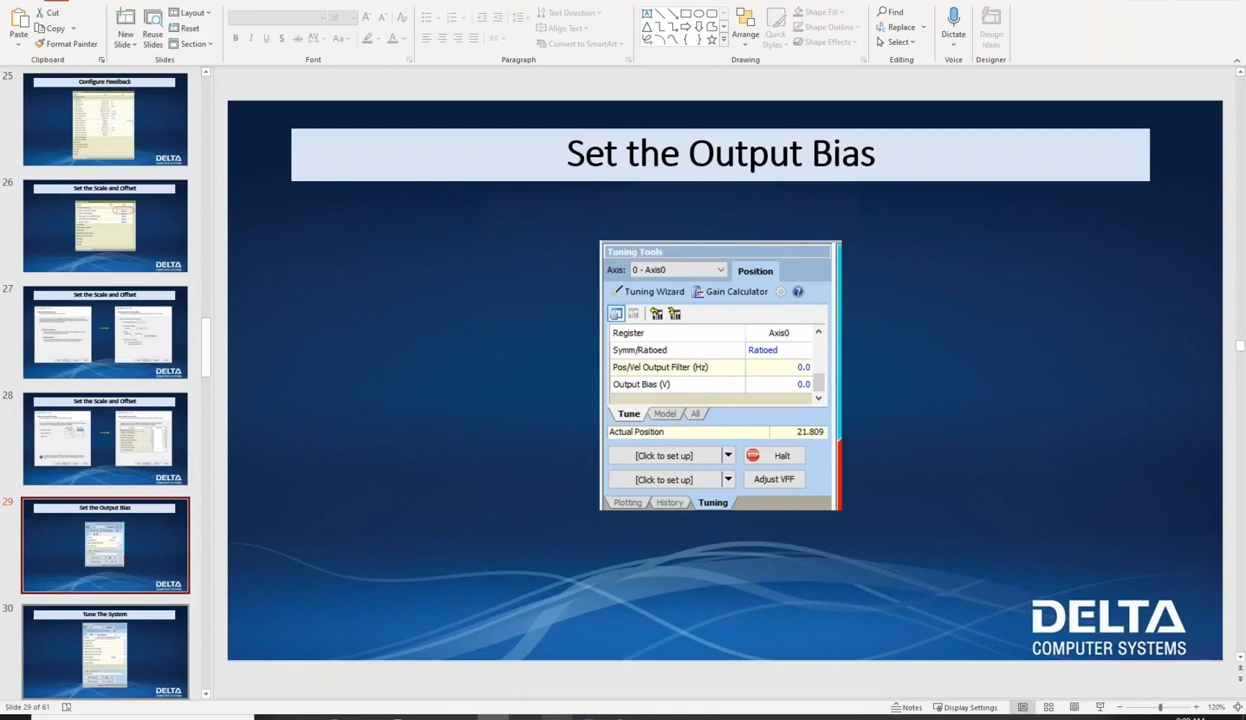 Cut
Copy
Format Painter
Paste
Clipboard
New
Slide
Reuse
Slides
Layout
Reset
Section
Slides
28
Font
Text Direction
Align Text
Convert to SmartArt
Paragraph
Arrange
Quick
Styles
Shape Fill
Shape Outline
Shape Effects
Drawing
Find
Replace
Select
Editing
Dictate
Voice
Design
Ideas
Designer
25
Configure Feedback
DELTA
26
Set the Scale and Offset
DELTA
27
Set the Scale and Offset
DELTA
28
Set the Scale and Offset
DELTA
29
Set the Output Bias
DELTA
30
Tune The System
DELTA
Set the Output Bias
Tuning Tools
Axis: 0 - Axis0 Position
Tuning Wizard Gain Calculator
Register Axis0
Symm/Ratioed Ratioed
Pos/Vel Output Filter (Hz) 0.0
Output Bias (V) 0.0
Tune Model All
Actual Position 21.809
[Click to set up] STOP Halt
[Click to set up] Adjust VFF
Plotting History Tuning
DELTA
COMPUTER SYSTEMS
Slide 29 of 61
Notes
Display Settings
120%